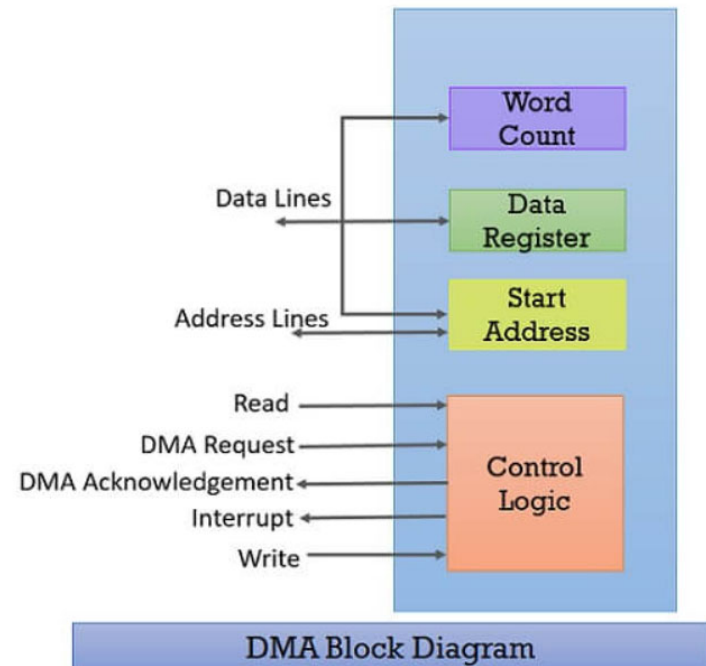 Word
Count
Data Lines
Data
Register
Start
Address
Address Lines
Read
DMA Request
DMA Acknowledgement
Interrupt
Write
Control
Logic
DMA Block Diagram